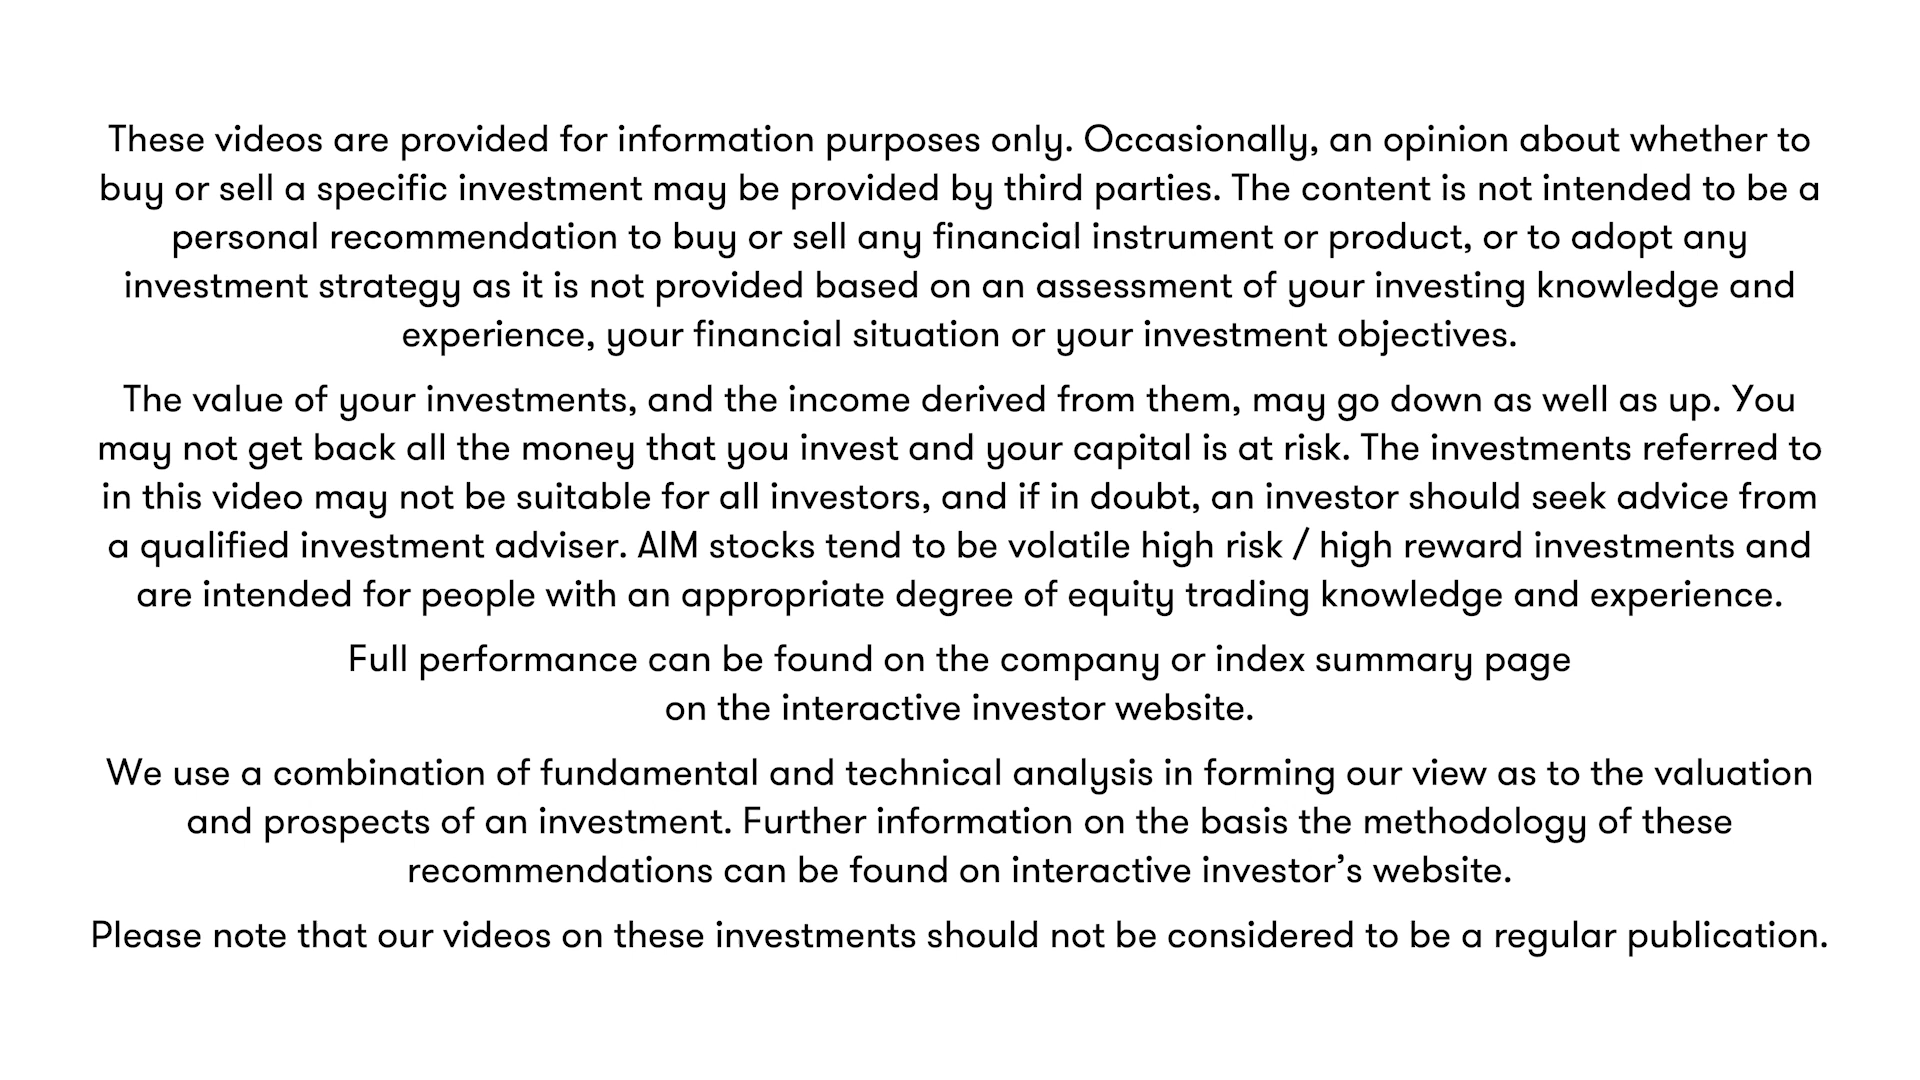 These videos are provided for information purposes only. Occasionally, an opinion about whether to
buy or sell a specific investment may be provided by third parties. The content is not intended to be a
personal recommendation to buy or sell any financial instrument or product, or to adopt any
investment strategy as it is not provided based on an assessment of your investing knowledge and
experience, your financial situation or your investment objectives.
The value of your investments, and the income derived from them, may go down as well as up. You
may not get back all the money that you invest and your capital is at risk. The investments referred to
in this video may not be suitable for all investors, and if in doubt, an investor should seek advice from
a qualified investment adviser. AIM stocks tend to be volatile high risk / high reward investments and
are intended for people with an appropriate degree of equity trading knowledge and experience.
Full performance can be found on the company or index summary page
on the interactive investor website.
We use a combination of fundamental and technical analysis in forming our view as to the valuation
and prospects of an investment. Further information on the basis the methodology of these
recommendations can be found on interactive investor’s website.
Please note that our videos on these investments should not be considered to be a regular publication.